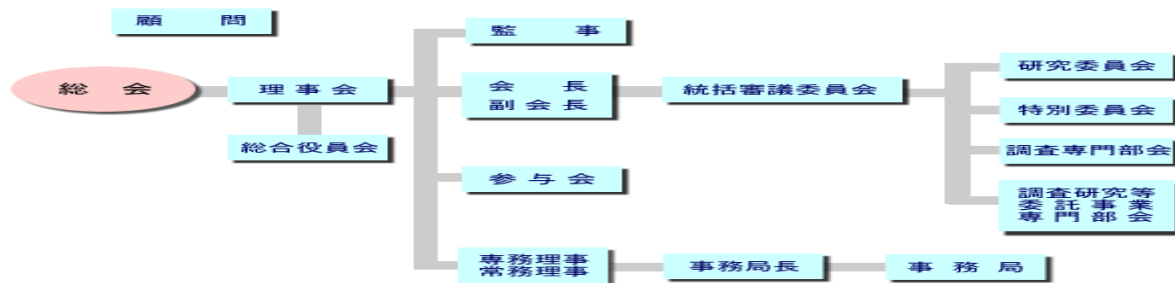 顧問
総会
理事会
総合役員会
監事
会長
副会長
参与会
専務理事
常務理事
統括審議委員会
事務局長
事務局
研究委員会
特別委員会
調査専門部会
調査研究等
委託事業
専門部会